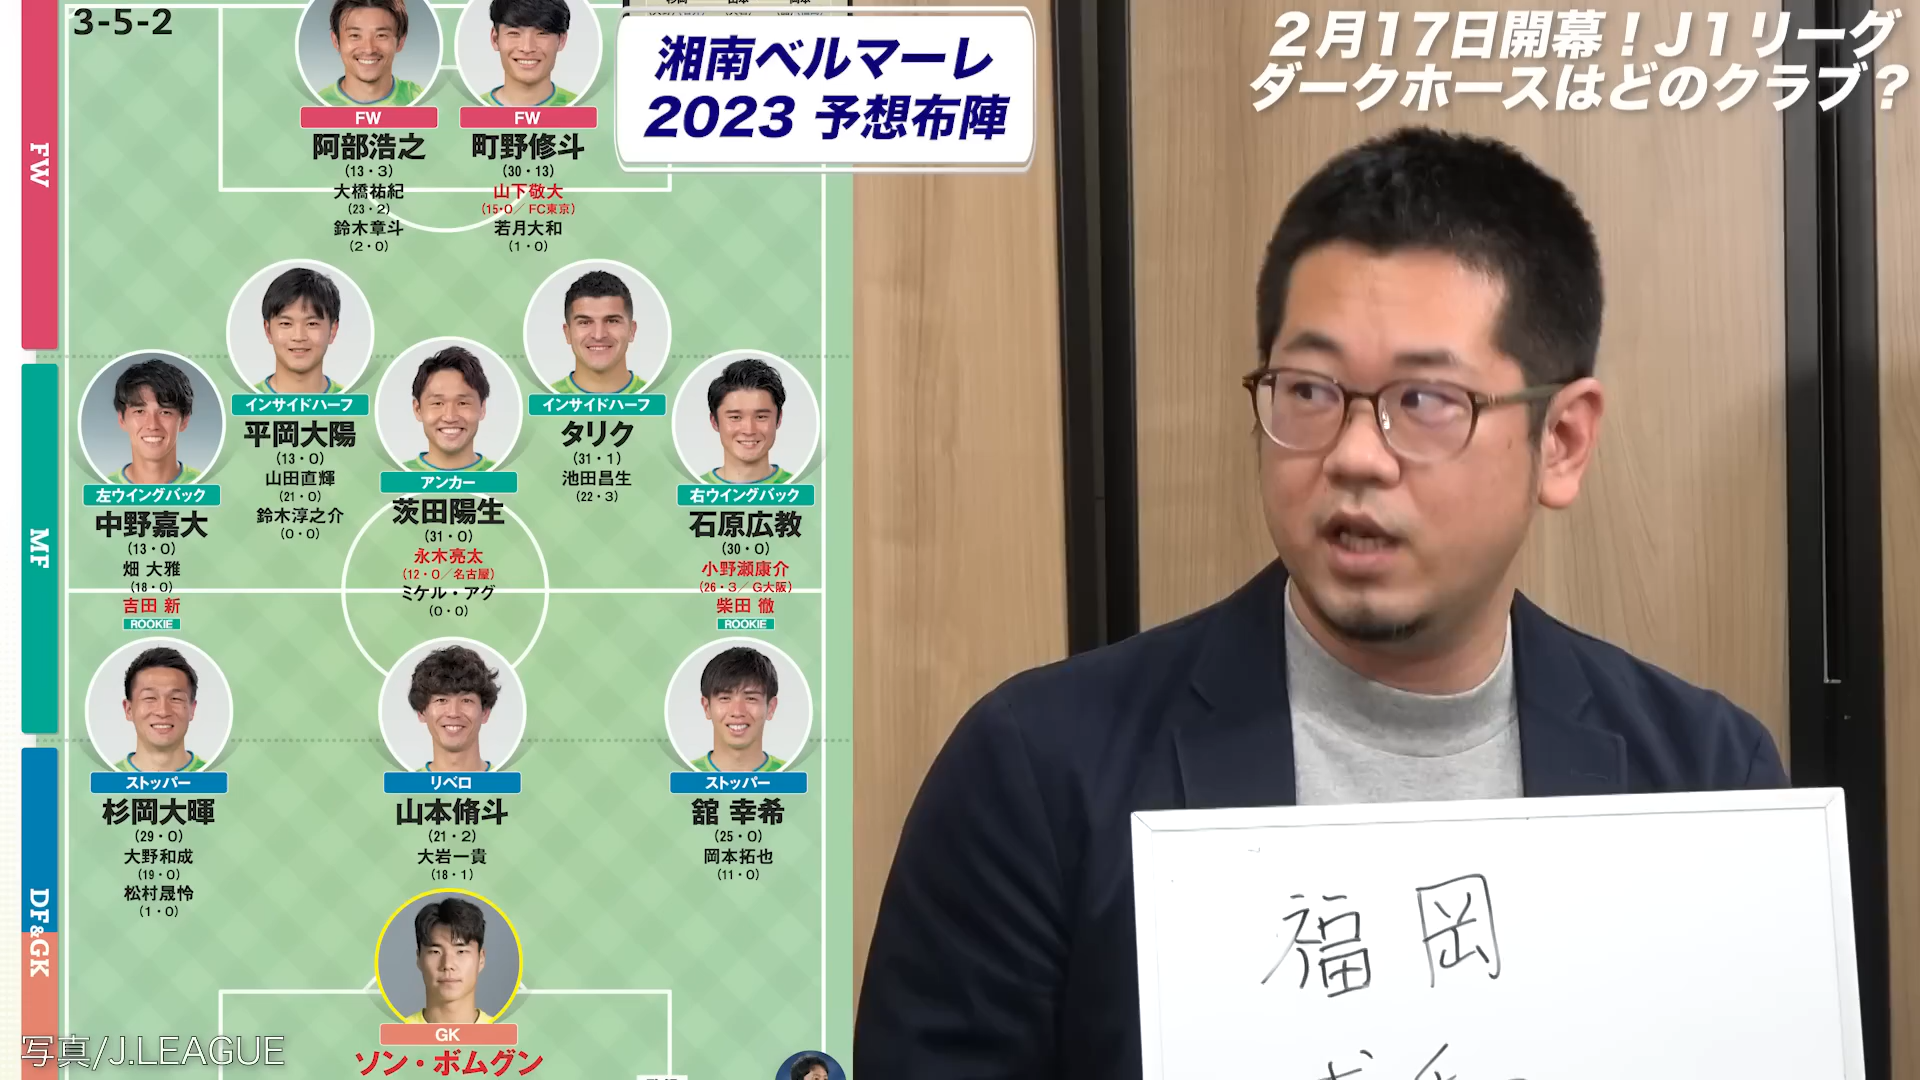 3-5-2
湘南ベルマーレ
2023 予想布陣
2月17日開幕！J1リーグ
ダークホースはどのクラブ？
FW
FW
阿部浩之
(13・3)
大橋祐紀
(23・2)
鈴木章斗
(2・0)
FW
町野修斗
(30・13)
山下敬大
(15・0／FC東京)
若月大和
(1・0)
MF
左ウイングバック
中野嘉大
(13・0)
畑 大雅
(18・0)
吉田 新
ROOKIE
インサイドハーフ
平岡大陽
(13・0)
山田直輝
(21・0)
鈴木淳之介
(0・0)
アンカー
茨田陽生
(31・0)
永木亮太
(12・0／名古屋)
ミケル・アグ
(0・0)
インサイドハーフ
タリク
(31・1)
池田昌生
(22・3)
右ウイングバック
石原広教
(30・0)
小野瀬康介
(26・3／G大阪)
柴田 徹
ROOKIE
DF&GK
ストッパー
杉岡大暉
(29・0)
大野和成
(19・0)
松村晟怜
(1・0)
リベロ
山本脩斗
(21・2)
大岩一貴
(18・1)
ストッパー
舘 幸希
(25・0)
岡本拓也
(11・0)
GK
ソン・ボムグン
写真/J.LEAGUE
福岡